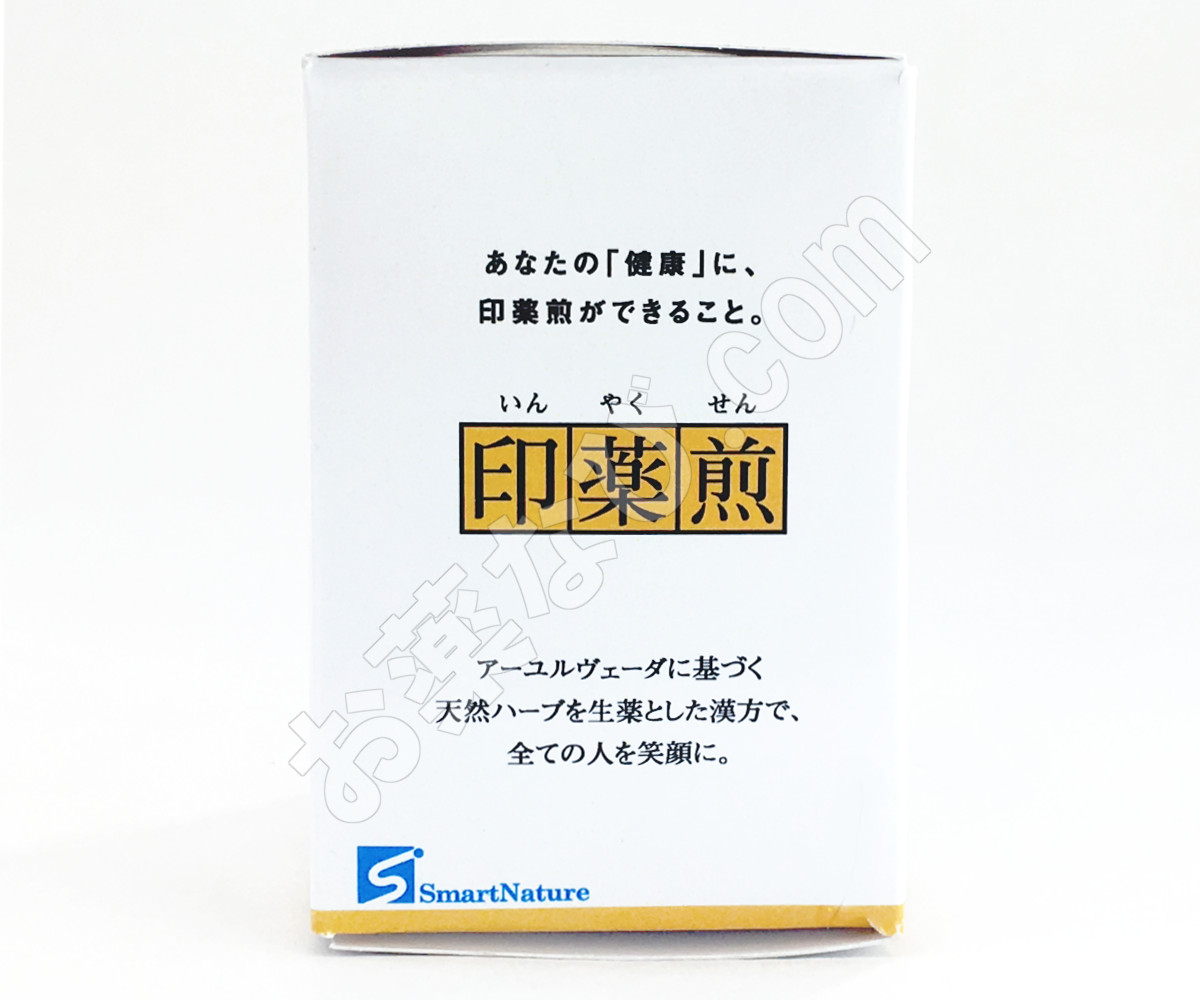 あなたの「健康」に、
印薬煎ができること。
いん やく せん
印薬煎
アーユルヴェーダに基づく
天然ハーブを生薬とした漢方で、
全ての人を笑顔に。
SmartNature
お薬なび.com